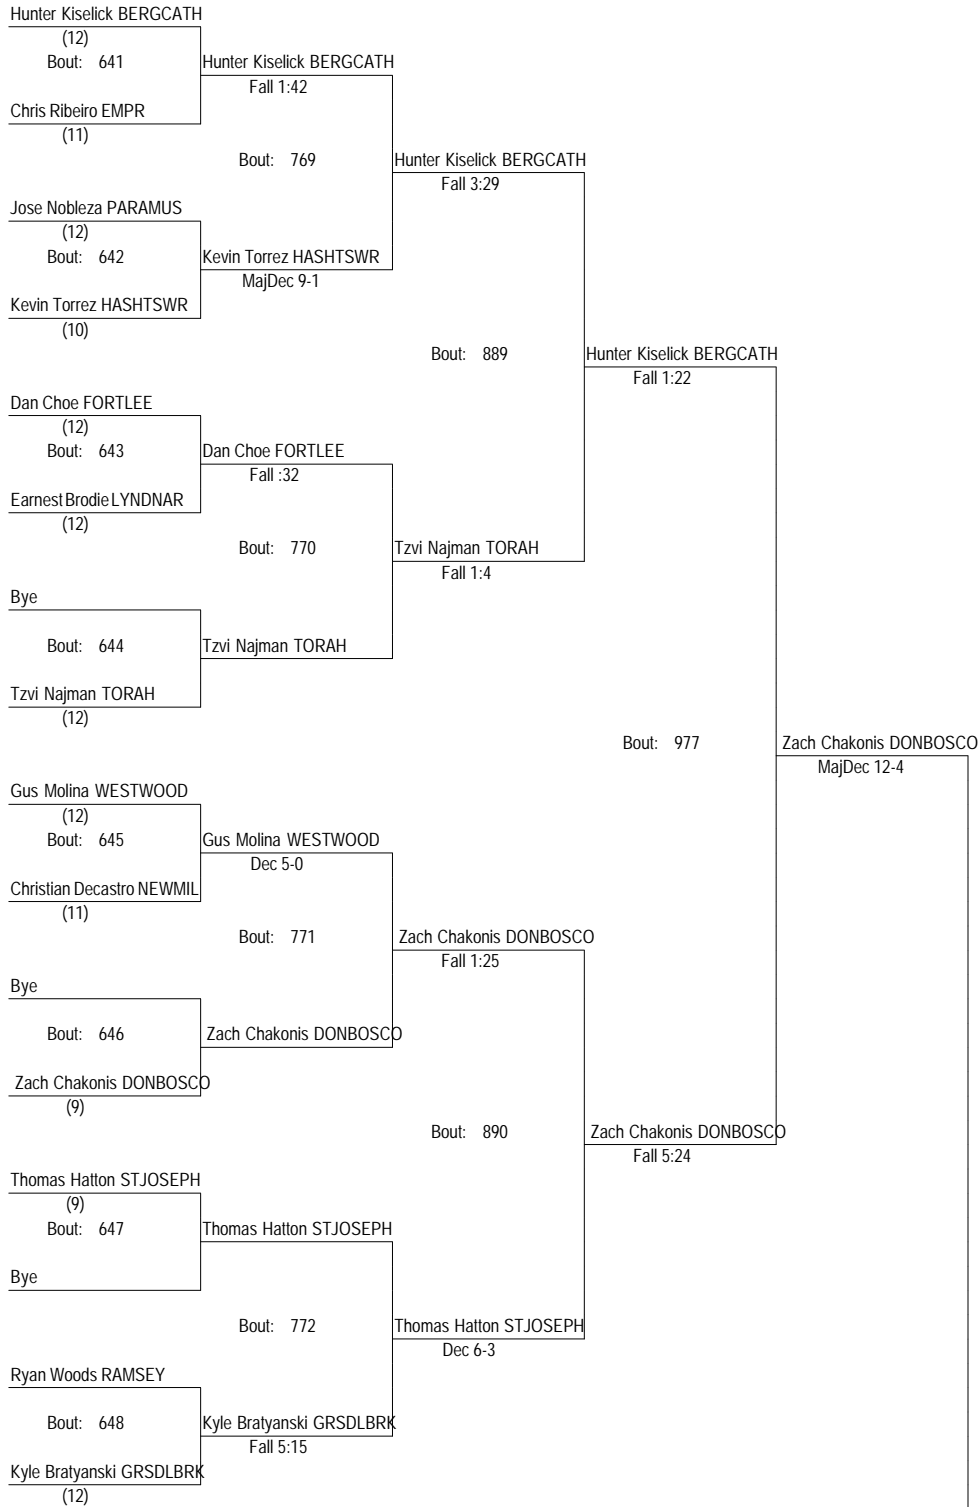 Hunter Kiselick BERGCATH
(12)
Bout: 641
Hunter Kiselick BERGCATH
Fall 1:42
Chris Ribeiro EMPR
(11)
Bout: 769
Hunter Kiselick BERGCATH
Fall 3:29
Jose Nobleza PARAMUS
(12)
Bout: 642
Kevin Torrez HASHTSWR
MajDec 9-1
Kevin Torrez HASHTSWR
(10)
Bout: 889
Hunter Kiselick BERGCATH
Fall 1:22
Dan Choe FORTLEE
(12)
Bout: 643
Dan Choe FORTLEE
Fall :32
Earnest Brodie LYNDNAR
(12)
Bout: 770
Tzvi Najman TORAH
Fall 1:4
Bye
Bout: 644
Tzvi Najman TORAH
Tzvi Najman TORAH
(12)
Bout: 977
Zach Chakonis DONBOSCO
MajDec 12-4
Gus Molina WESTWOOD
(12)
Bout: 645
Gus Molina WESTWOOD
Dec 5-0
Christian Decastro NEWMIL
(11)
Bout: 771
Zach Chakonis DONBOSCO
Fall 1:25
Bye
Bout: 646
Zach Chakonis DONBOSCO
Zach Chakonis DONBOSCO
(9)
Bout: 890
Zach Chakonis DONBOSCO
Fall 5:24
Thomas Hatton STJOSEPH
(9)
Bout: 647
Thomas Hatton STJOSEPH
Bye
Bout: 772
Thomas Hatton STJOSEPH
Dec 6-3
Ryan Woods RAMSEY
Bout: 648
Kyle Bratyanski GRSDLBRK
Fall 5:15
Kyle Bratyanski GRSDLBRK
(12)